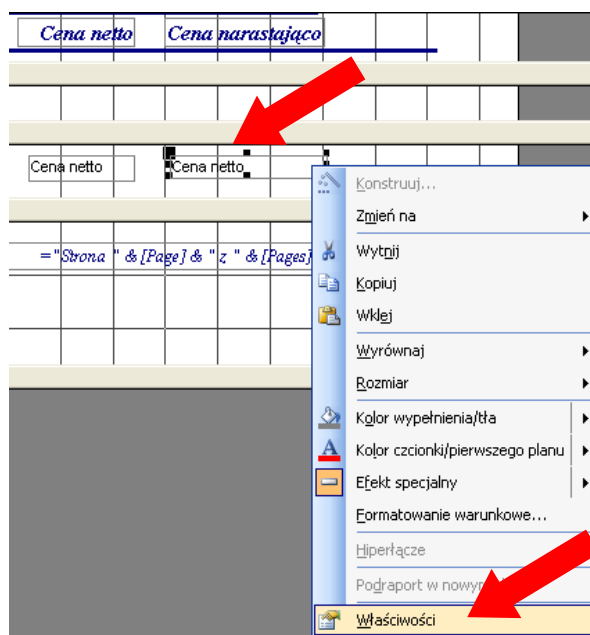 Cena netto Cena narastająco
Cena netto Cena netto
="Strona " & [Page] & " z " & [Pages]
Konstruuj...
Zmień na
Wytnij
Kopiuj
Wklej
Wyrównaj
Rozmiar
Kolor wypełnienia/tła
Kolor czcionki/pierwszego planu
Efekt specjalny
Formatowanie warunkowe...
Hiperłącze
Podraport w nowym
Właściwości